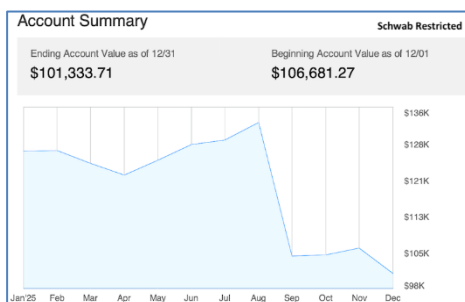 Account Summary
Schwab Restricted
Ending Account Value as of 12/31
Beginning Account Value as of 12/01
$101,333.71
$106,681.27
$136K
$128K
$121K
$113K
$105K
$98K
Jan'25 Feb Mar Apr May Jun Jul Aug Sep Oct Nov Dec